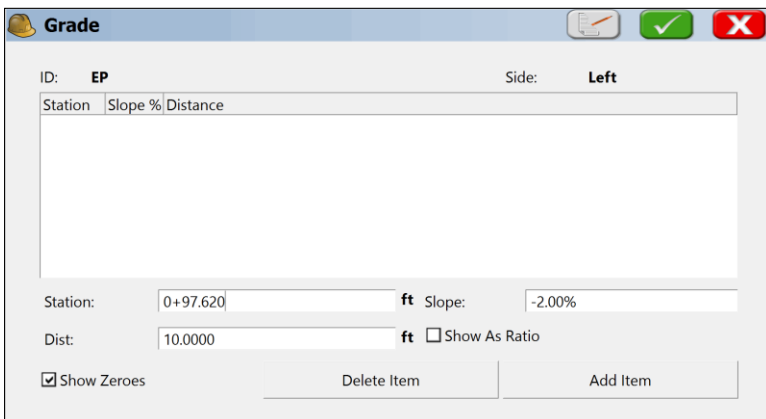 Grade
ID: EP Side: Left
Station Slope % Distance
Station: 0+97.620 ft Slope: -2.00%
Dist: 10.0000 ft Show As Ratio
Show Zeroes Delete Item Add Item